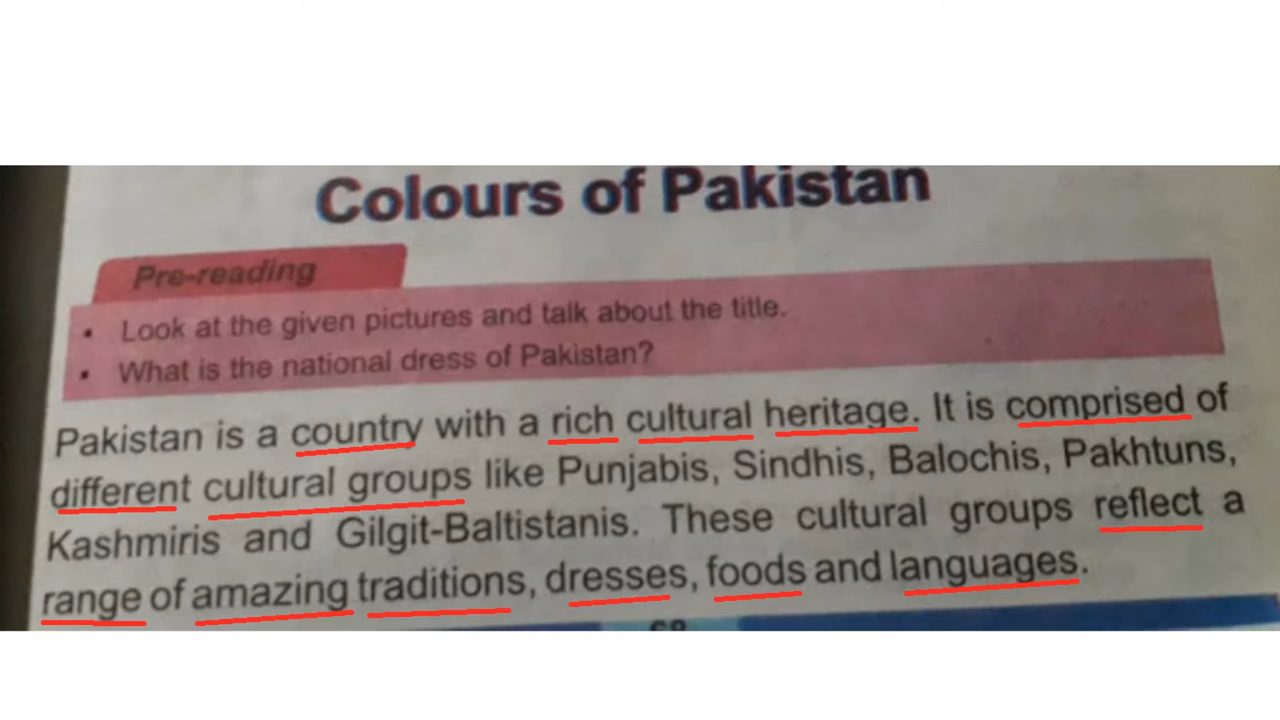 Colours of Pakistan
Pre-reading
• Look at the given pictures and talk about the title.
• What is the national dress of Pakistan?
Pakistan is a country with a rich cultural heritage. It is comprised of
different cultural groups like Punjabis, Sindhis, Balochis, Pakhtuns,
Kashmiris and Gilgit-Baltistanis. These cultural groups reflect a
range of amazing traditions, dresses, foods and languages.